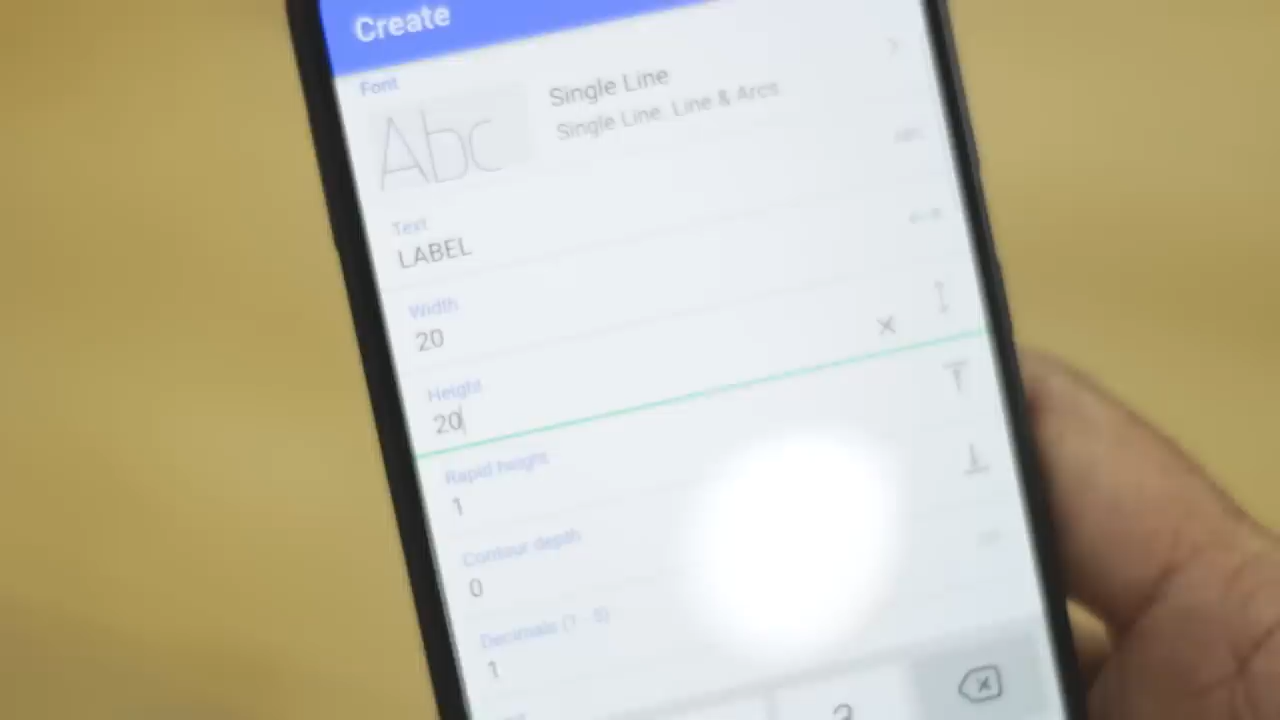 Create
Font
Abc
Single Line
Single Line, Line & Arcs
Text
LABEL
Width
20
Height
20
Rapid height
1
Contour depth
0
Decimals (1 - 5)
1